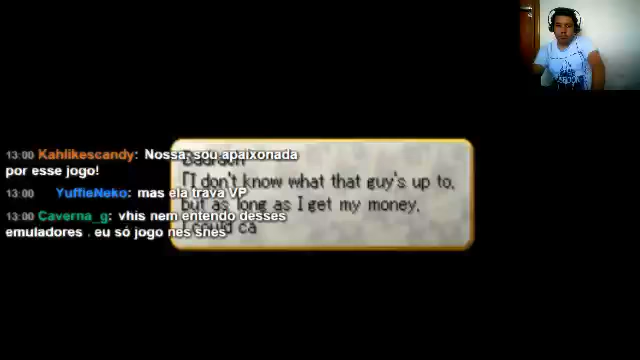 13:00 Kahlikescandy: Nossa, sou apaixonada
por esse jogo!
13:00 YuffieNeko: mas ela trava VP
13:00 Caverna_g: vhis nem entendo desses
emuladores . eu só jogo nes snes
「I don't know what that guy's up to,
but as long as I get my money,
I could ca